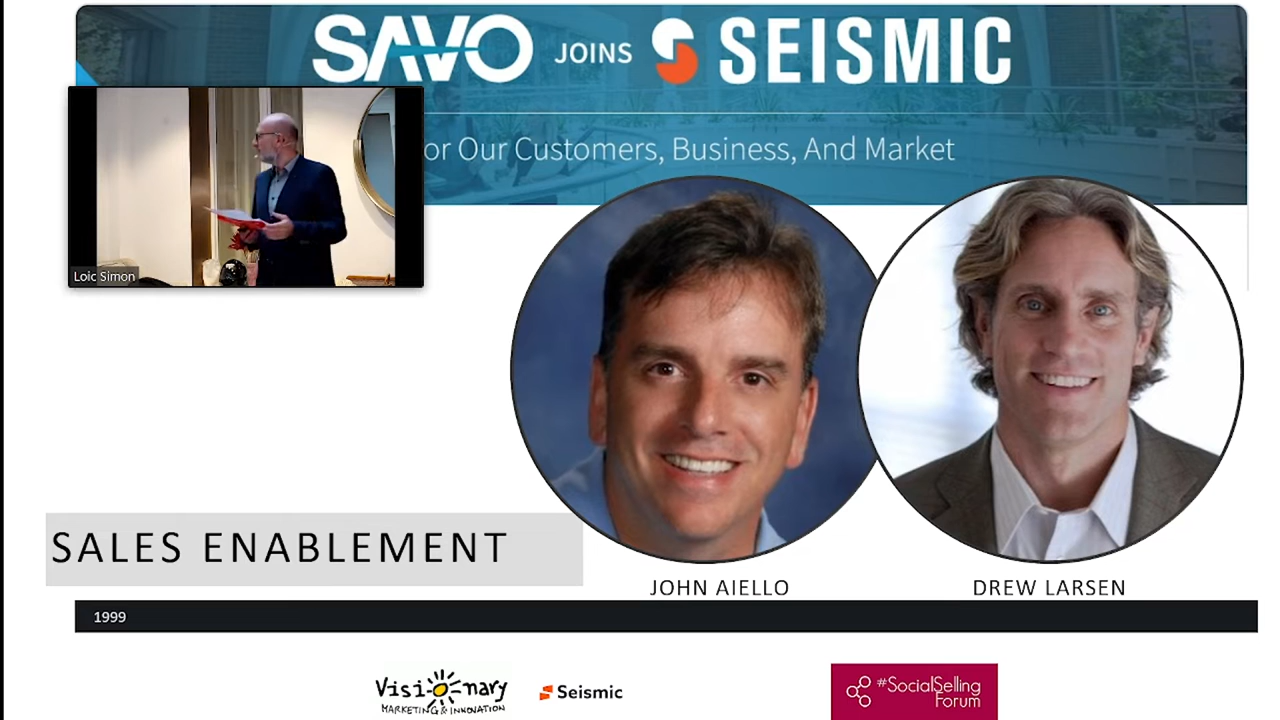 SAVO JOINS SEISMIC
or Our Customers, Business, And Market
Loic Simon
SALES ENABLEMENT
JOHN AIELLO
DREW LARSEN
1999
Visionary
MARKETING & INNOVATION
Seismic
#SocialSelling
Forum